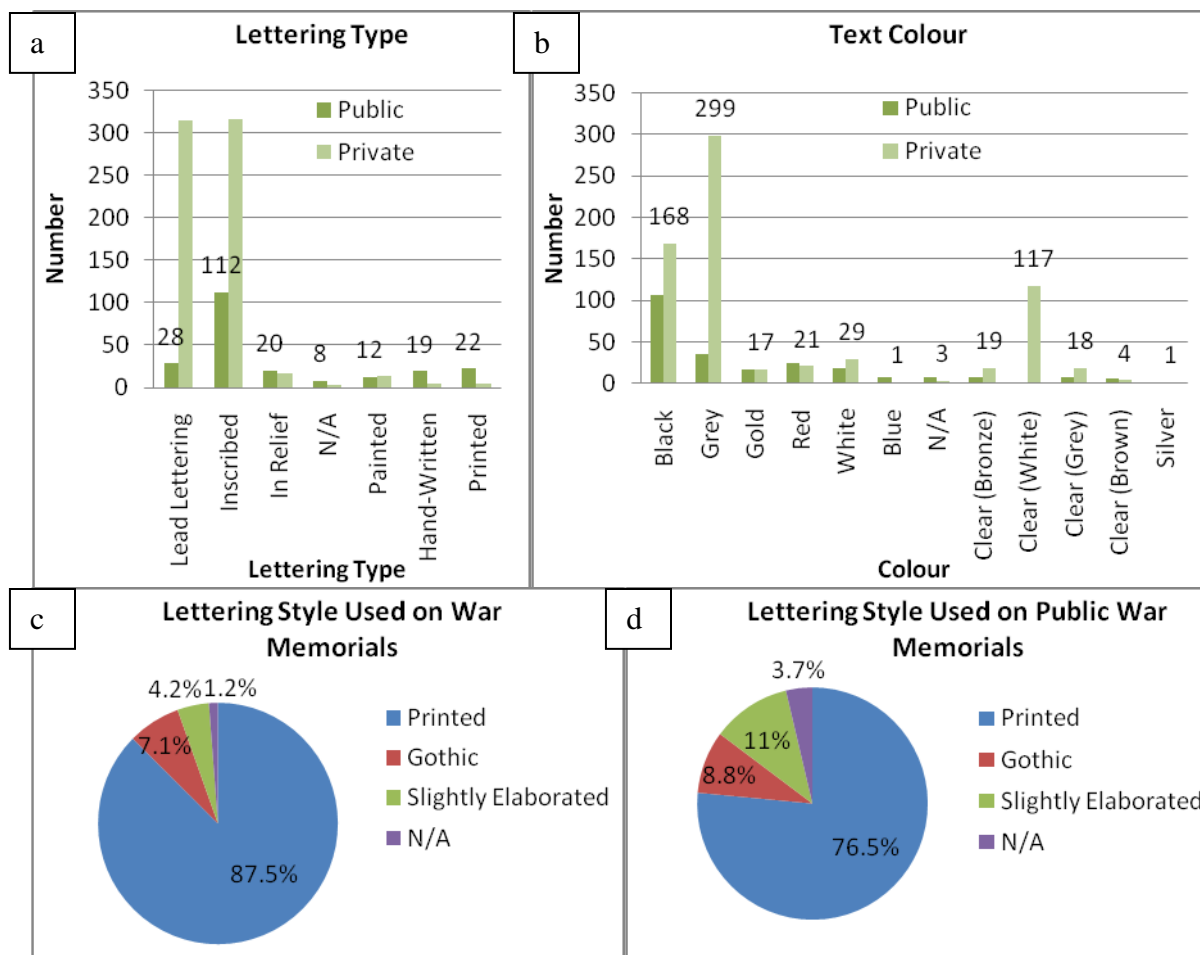 a
Lettering Type
350
300
250
200
150
100
50
0
Number
Public
Private
28
112
20
8
12
19
22
Lead Lettering
Inscribed
In Relief
N/A
Painted
Hand-Written
Printed
Lettering Type
b
Text Colour
350
300
250
200
150
100
50
0
Number
Public
Private
168
299
17
21
29
1
3
19
117
18
4
1
Black
Grey
Gold
Red
White
Blue
N/A
Clear (Bronze)
Clear (White)
Clear (Grey)
Clear (Brown)
Silver
Colour
c
Lettering Style Used on War
Memorials
4.2%
1.2%
7.1%
87.5%
Printed
Gothic
Slightly Elaborated
N/A
d
Lettering Style Used on Public War
Memorials
3.7%
11%
8.8%
76.5%
Printed
Gothic
Slightly Elaborated
N/A